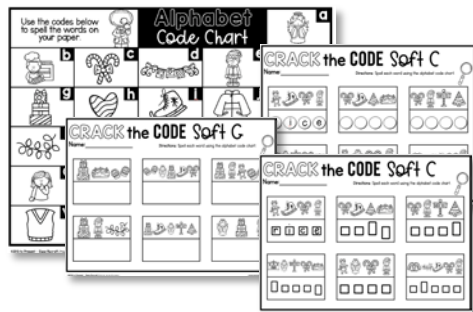 Use the codes below
to spell the words on
your paper.
Alphabet
Code Chart
a
b
c
d
e
g
h
i
CRACK the CODE Soft C
Name:
Directions: Spell each word using the alphabet code chart.
i c e
CRACK the CODE Soft G
Name:
Directions: Spell each word using the alphabet code chart.
CRACK the CODE Soft C
Name:
Directions: Spell each word using the alphabet code chart.
r i c e